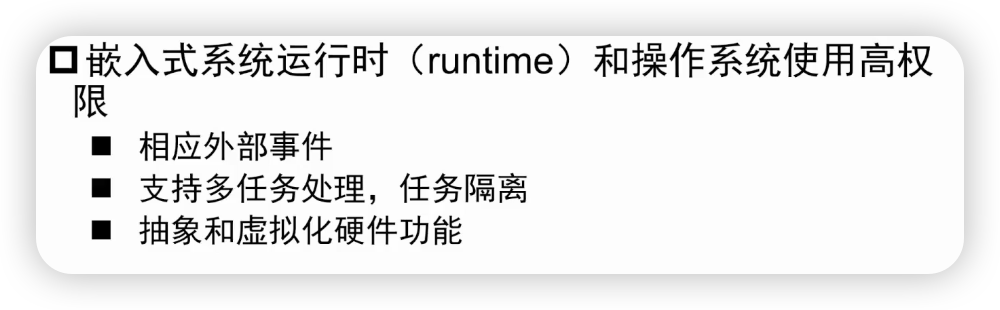 嵌入式系统运行时（runtime）和操作系统使用高权
限
相应外部事件
支持多任务处理，任务隔离
抽象和虚拟化硬件功能